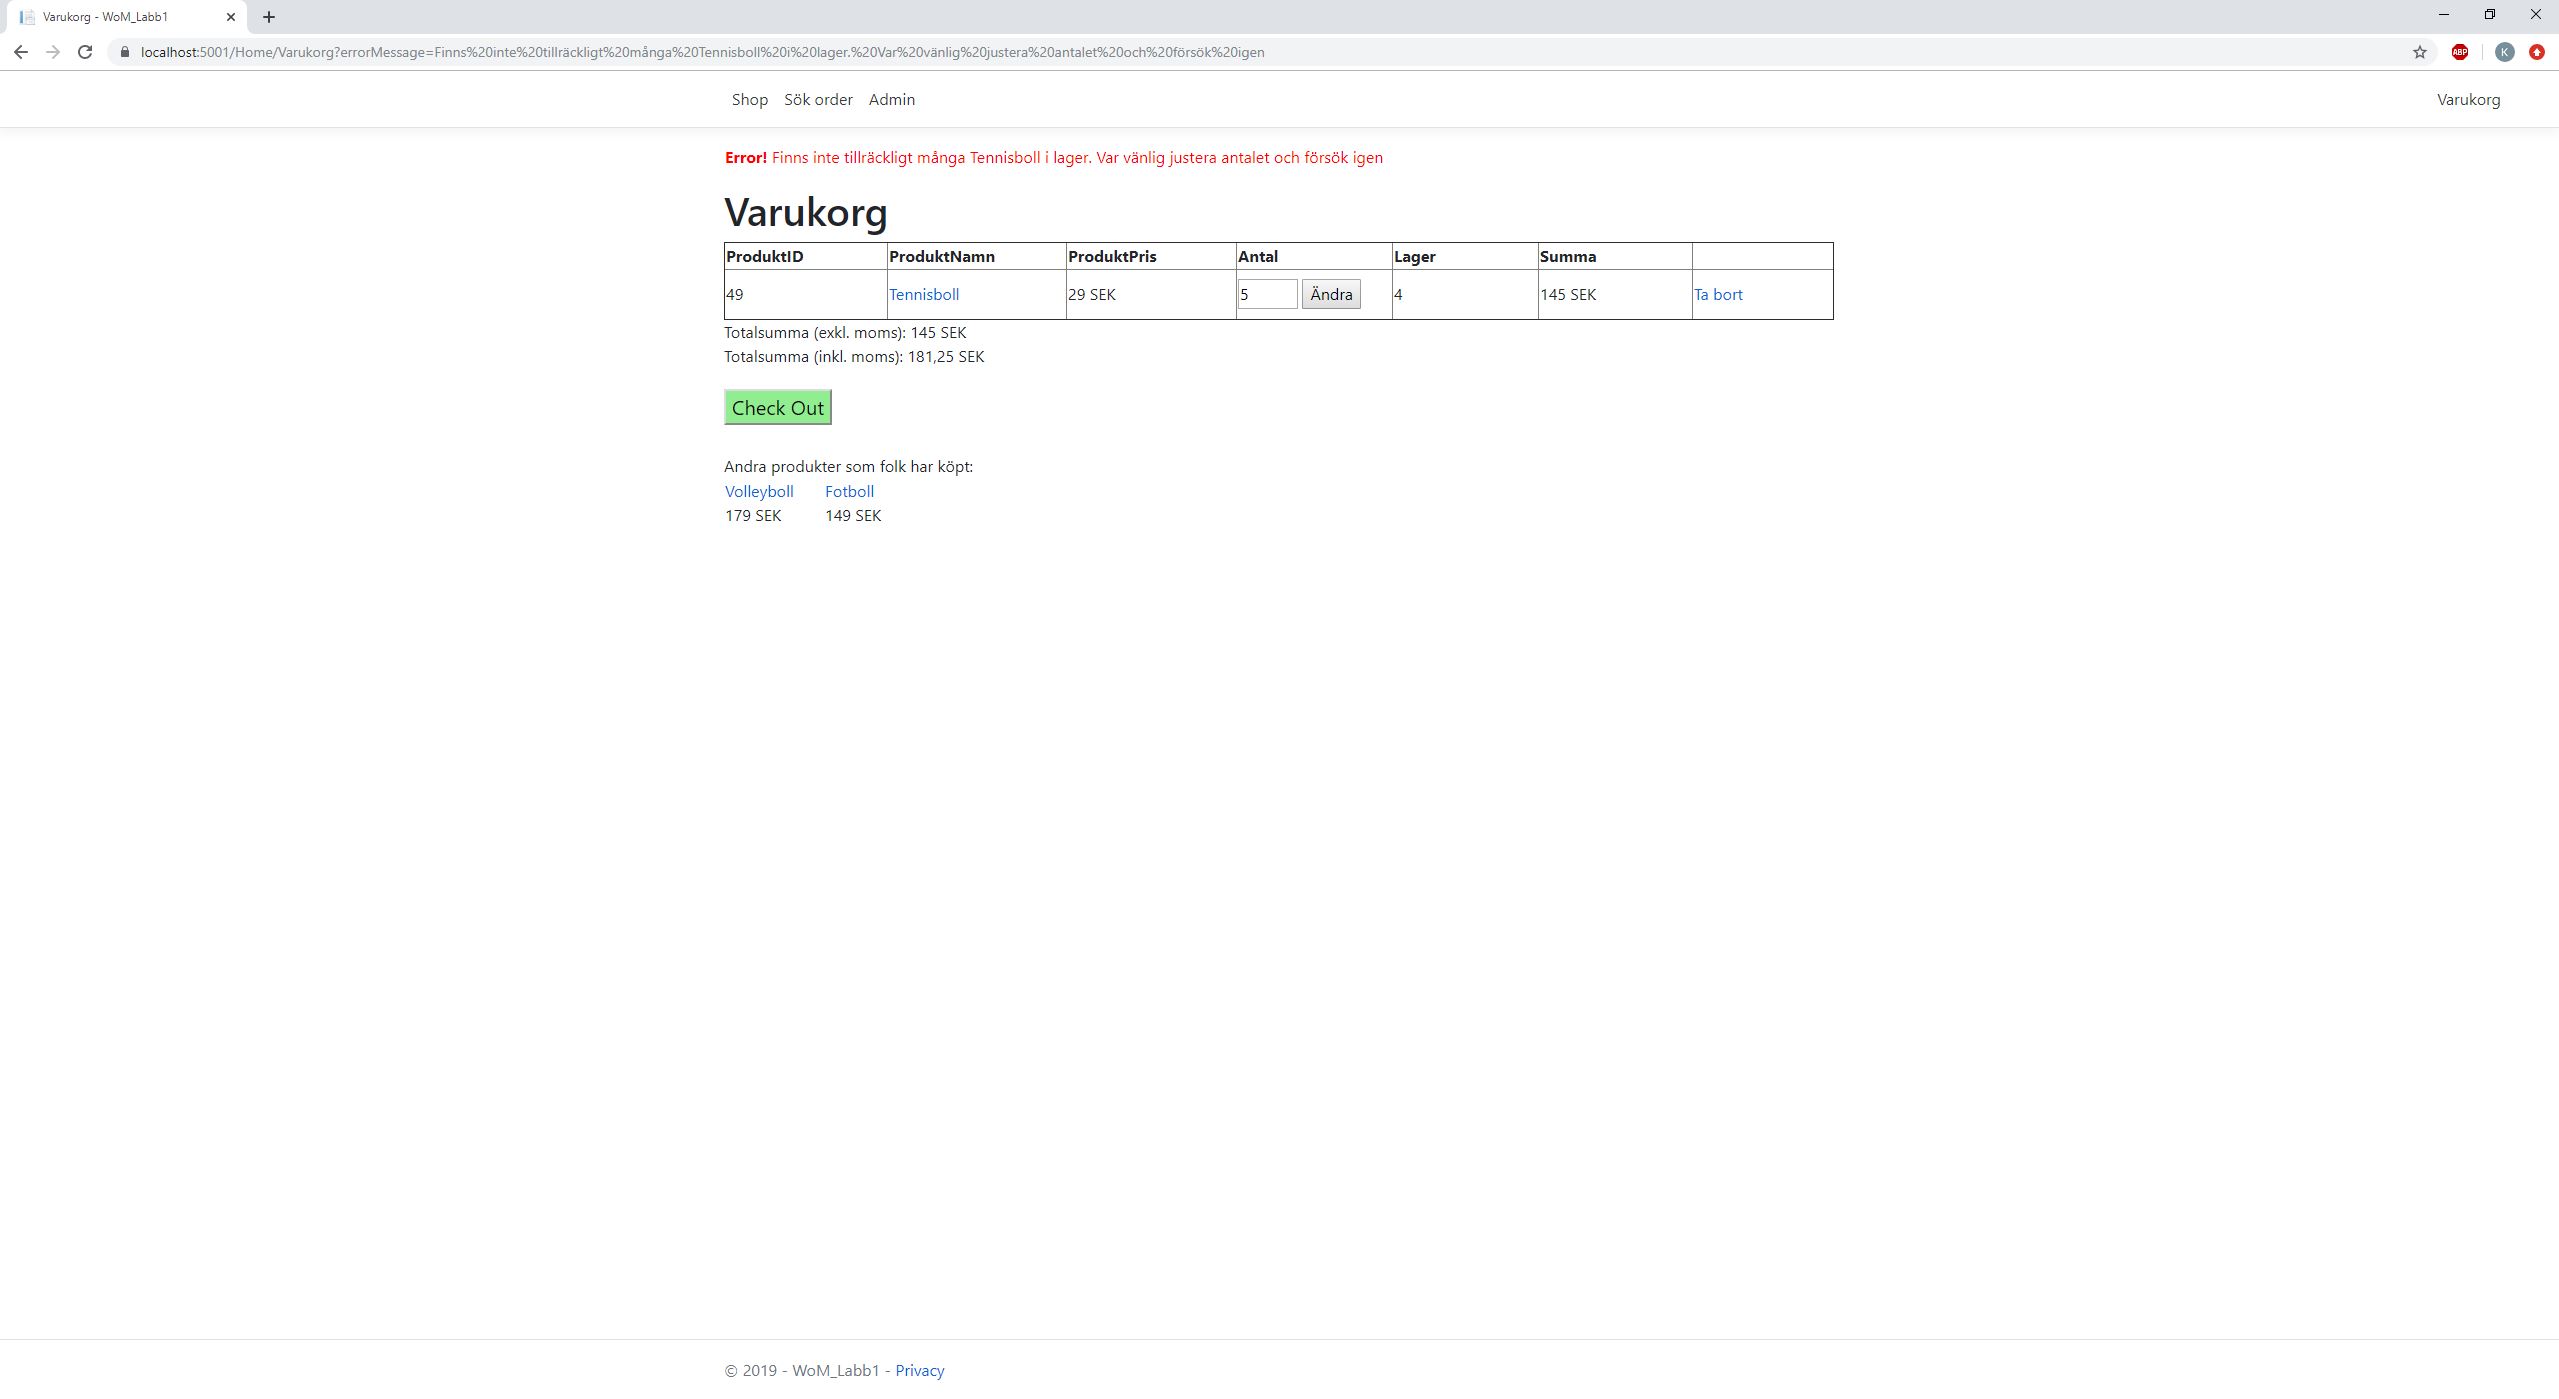 Varukorg - WoM_Labb1
localhost:5001/Home/Varukorg?errorMessage=Finns%20inte%20tillräckligt%20många%20Tennisboll%20i%20lager.%20Var%20vänlig%20justera%20antalet%20och%20försök%20igen
ABP K
Shop Sök order Admin Varukorg
Error! Finns inte tillräckligt många Tennisboll i lager. Var vänlig justera antalet och försök igen
Varukorg
ProduktID ProduktNamn ProduktPris Antal Lager Summa
49 Tennisboll 29 SEK 5 Ändra 4 145 SEK Ta bort
Totalsumma (exkl. moms): 145 SEK
Totalsumma (inkl. moms): 181,25 SEK
Check Out
Andra produkter som folk har köpt:
Volleyboll Fotboll
179 SEK 149 SEK
© 2019 - WoM_Labb1 - Privacy